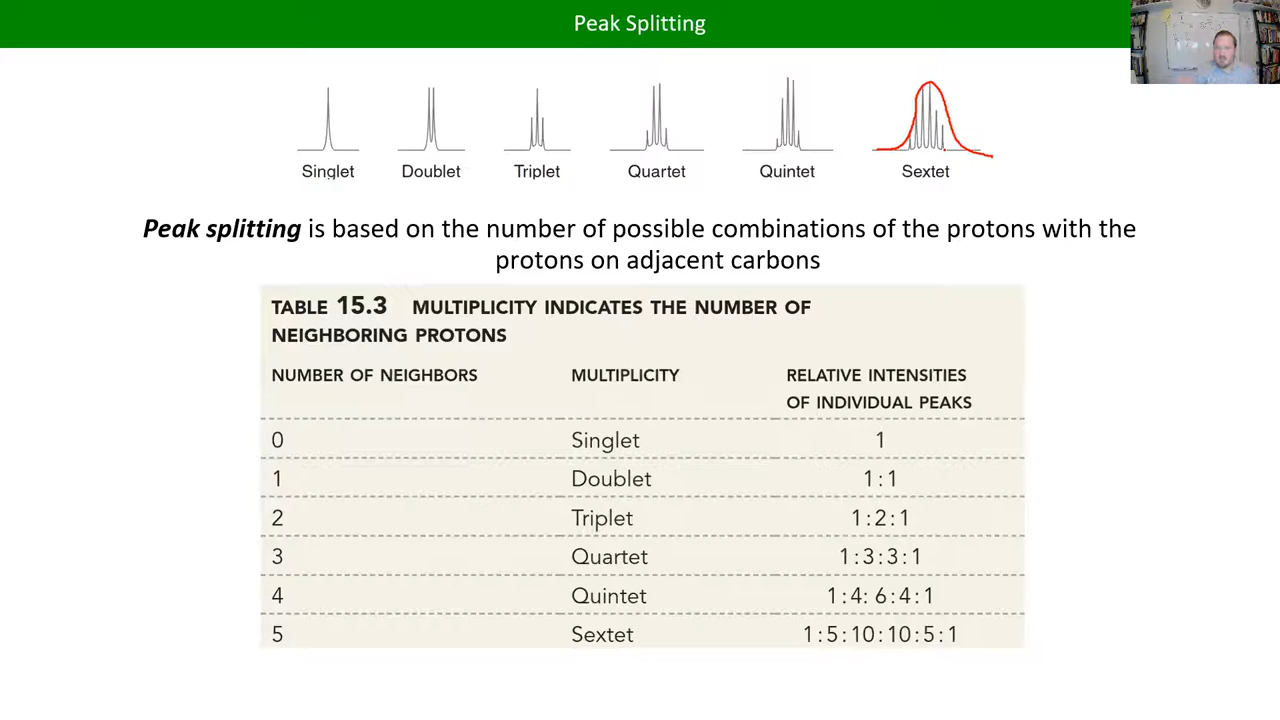 Peak Splitting
Singlet Doublet Triplet Quartet Quintet Sextet
Peak splitting is based on the number of possible combinations of the protons with the
protons on adjacent carbons
TABLE 15.3 MULTIPLICITY INDICATES THE NUMBER OF
NEIGHBORING PROTONS
NUMBER OF NEIGHBORS MULTIPLICITY RELATIVE INTENSITIES
OF INDIVIDUAL PEAKS
0 Singlet 1
1 Doublet 1:1
2 Triplet 1:2:1
3 Quartet 1:3:3:1
4 Quintet 1:4: 6:4:1
5 Sextet 1:5:10:10:5:1